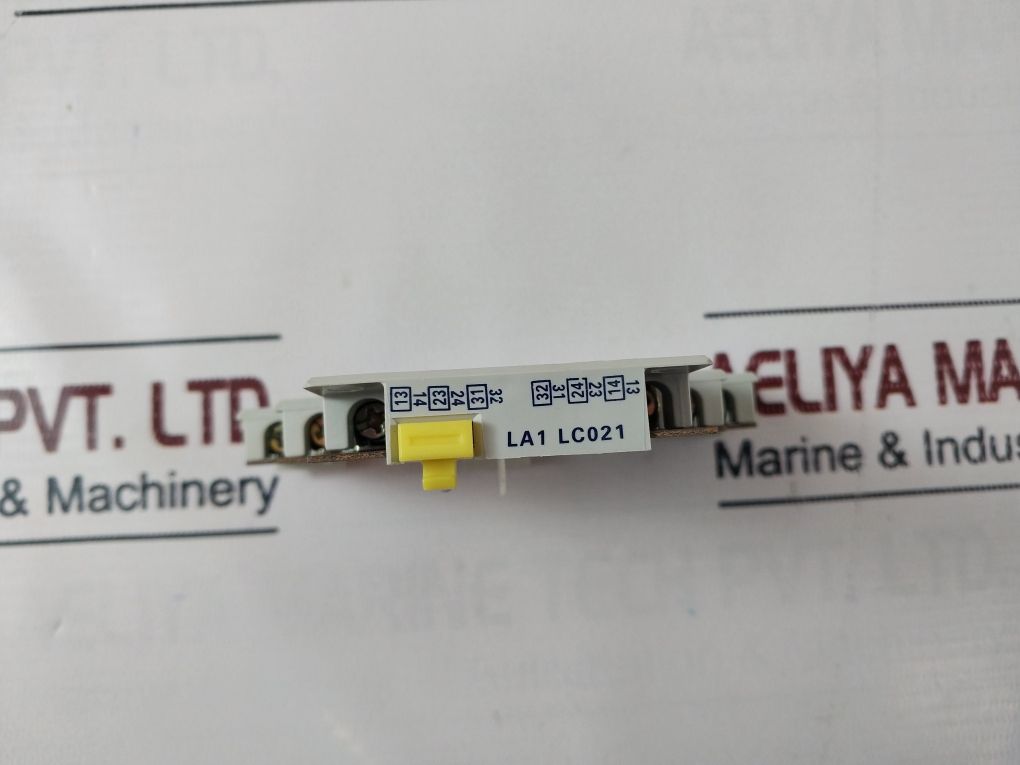 PVT. LTD
& Machinery
AELIYA MA
Marine & Indus
13 14 23 24 31 32
32 31 24 23 14 13
LA1 LC021